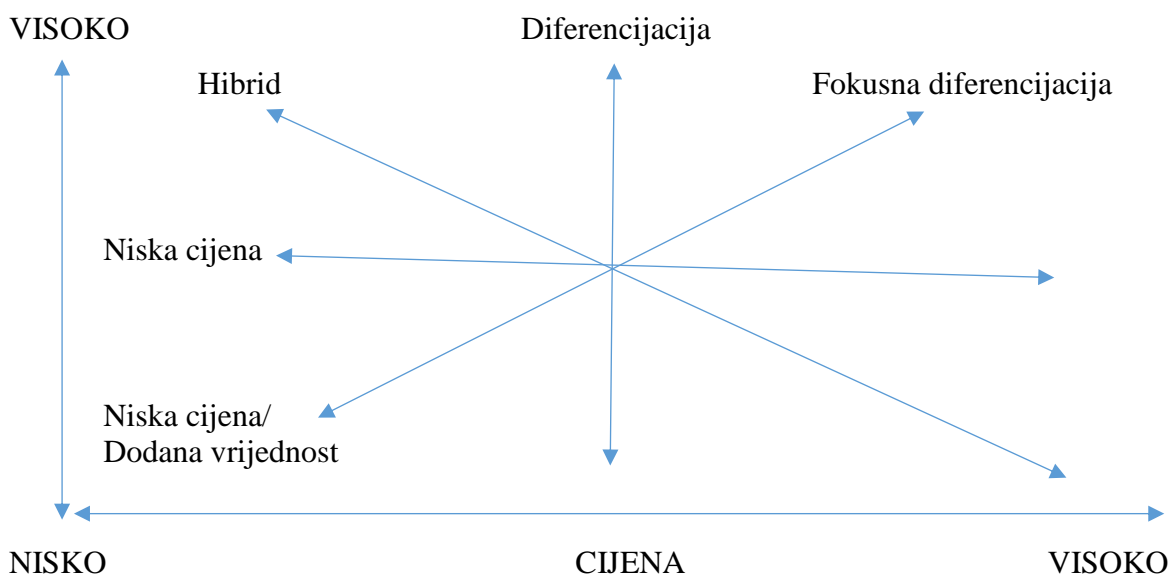 VISOKO
Diferencijacija
Hibrid
Fokusna diferencijacija
Niska cijena
Niska cijena/
Dodana vrijednost
NISKO
CIJENA
VISOKO